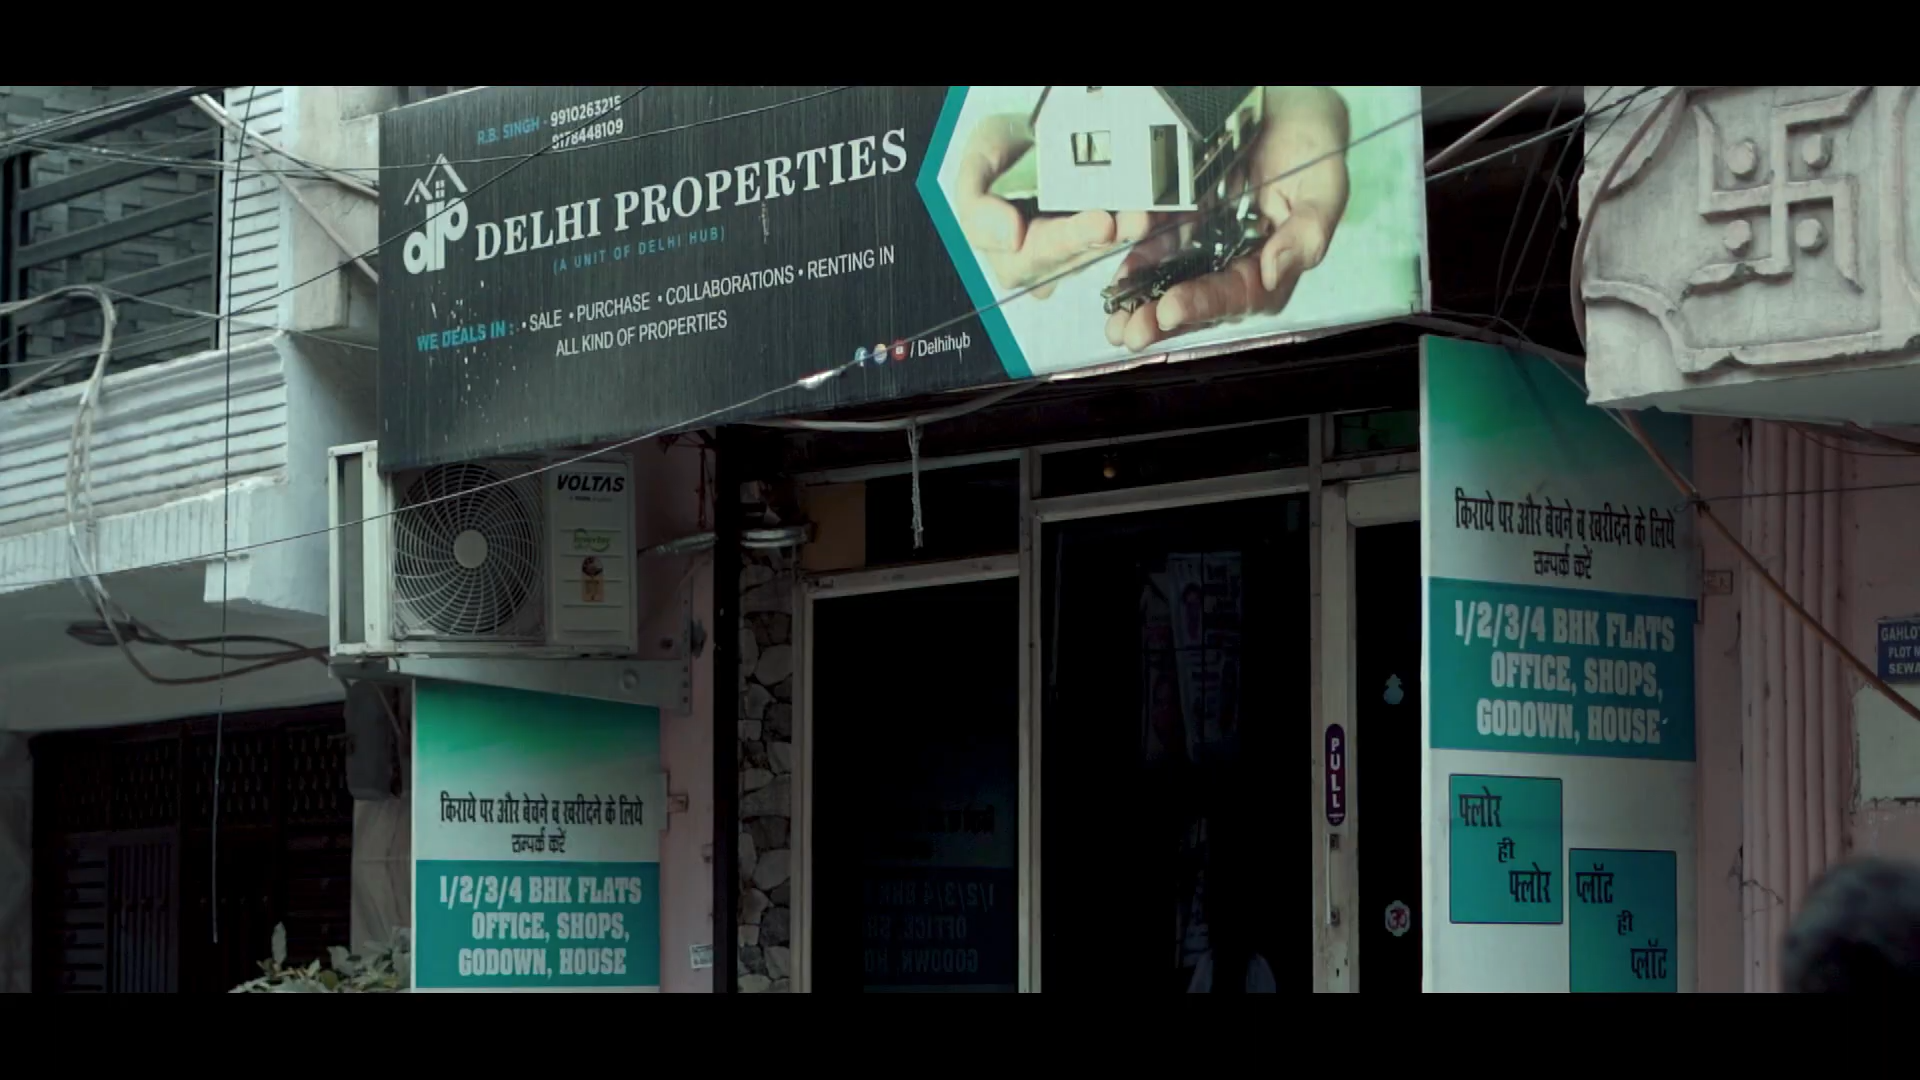 R.B. SINGH - 9910263215
9178448109
dp DELHI PROPERTIES
(A UNIT OF DELHI HUB)
WE DEALS IN : • SALE • PURCHASE • COLLABORATIONS • RENTING IN
ALL KIND OF PROPERTIES
/ Delhihub
VOLTAS
किराये पर और बेचने व खरीदने के लिये
सम्पर्क करें
1/2/3/4 BHK FLATS
OFFICE, SHOPS,
GODOWN, HOUSE
PULL
ॐ
किराये पर और बेचने व खरीदने के लिये
सम्पर्क करें
1/2/3/4 BHK FLATS
OFFICE, SHOPS,
GODOWN, HOUSE
फ्लोर
ही
फ्लोर
प्लॉट
ही
प्लॉट
PLOT